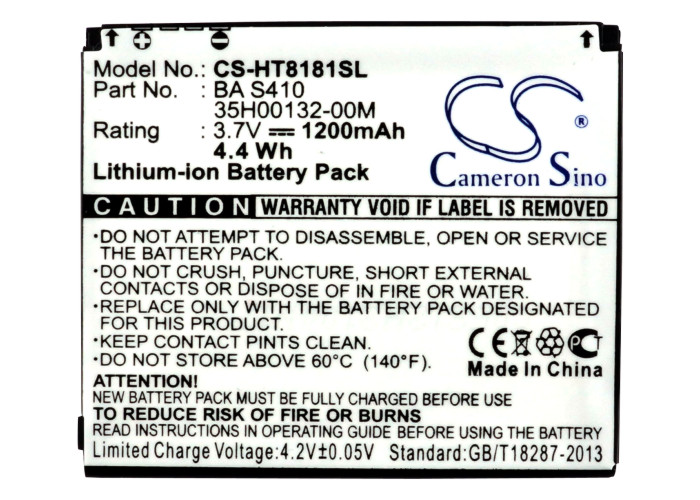 Model No.: CS-HT8181SL
Part No. : BA S410
35H00132-00M
Rating : 3.7V 1200mAh
4.4 Wh
Lithium-ion Battery Pack
CS ®
Cameron Sino
CAUTION WARRANTY VOID IF LABEL IS REMOVED
•DO NOT ATTEMPT TO DISASSEMBLE, OPEN OR SERVICE
BATTERY PACK.
•DO NOT CRUSH, PUNCTURE, SHORT EXTERNAL
CONTACTS OR DISPOSE OF IN FIRE OR WATER.
•REPLACE ONLY WITH THE BATTERY PACK DESIGNATED
FOR THIS PRODUCT.
•KEEP CONTACT PINTS CLEAN.
•DO NOT STORE ABOVE 60°C (140°F).
CE PCT
Made In China
ATTENTION!
NEW BATTERY PACK MUST BE FULLY CHARGED BEFORE USE
TO REDUCE RISK OF FIRE OR BURNS
READ INSTRUCTIONS IN OPERATING GUIDE BEFORE USING BATTERY
Limited Charge Voltage:4.2V±0.05V Standard:GB/T18287-2013